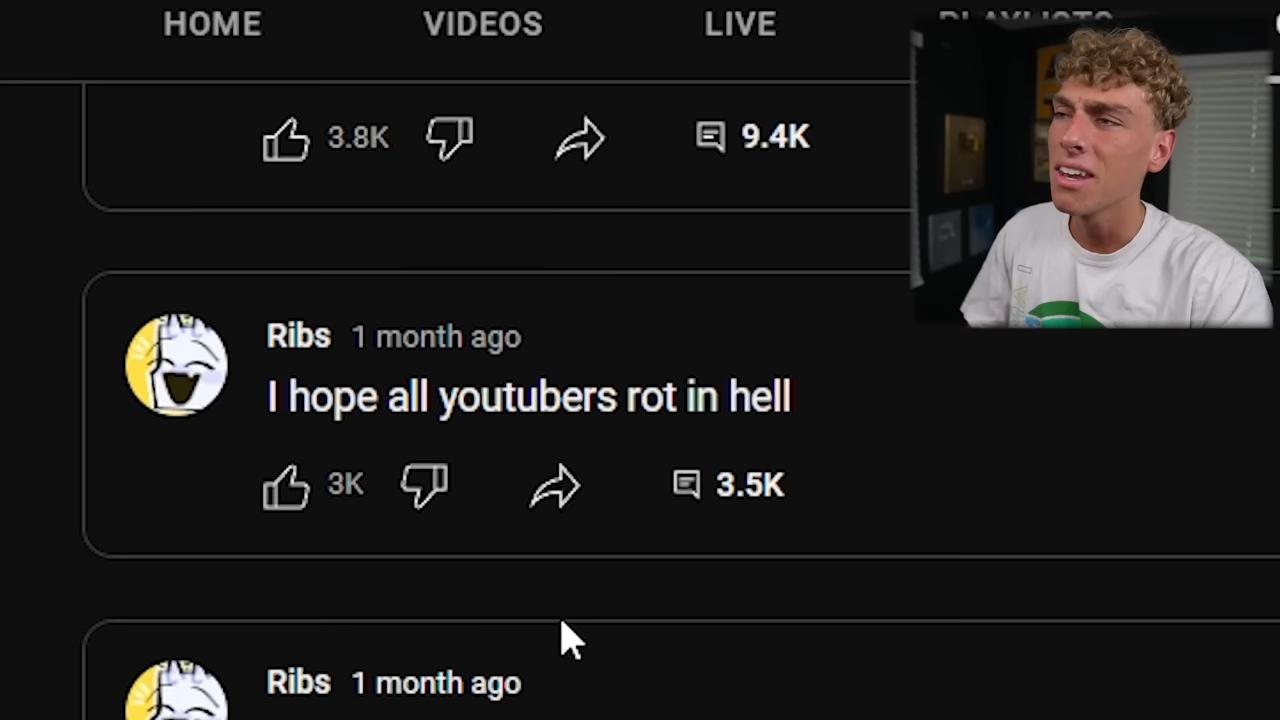 HOME VIDEOS LIVE PLAYLISTS
3.8K 9.4K
Ribs 1 month ago
I hope all youtubers rot in hell
3K 3.5K
Ribs 1 month ago